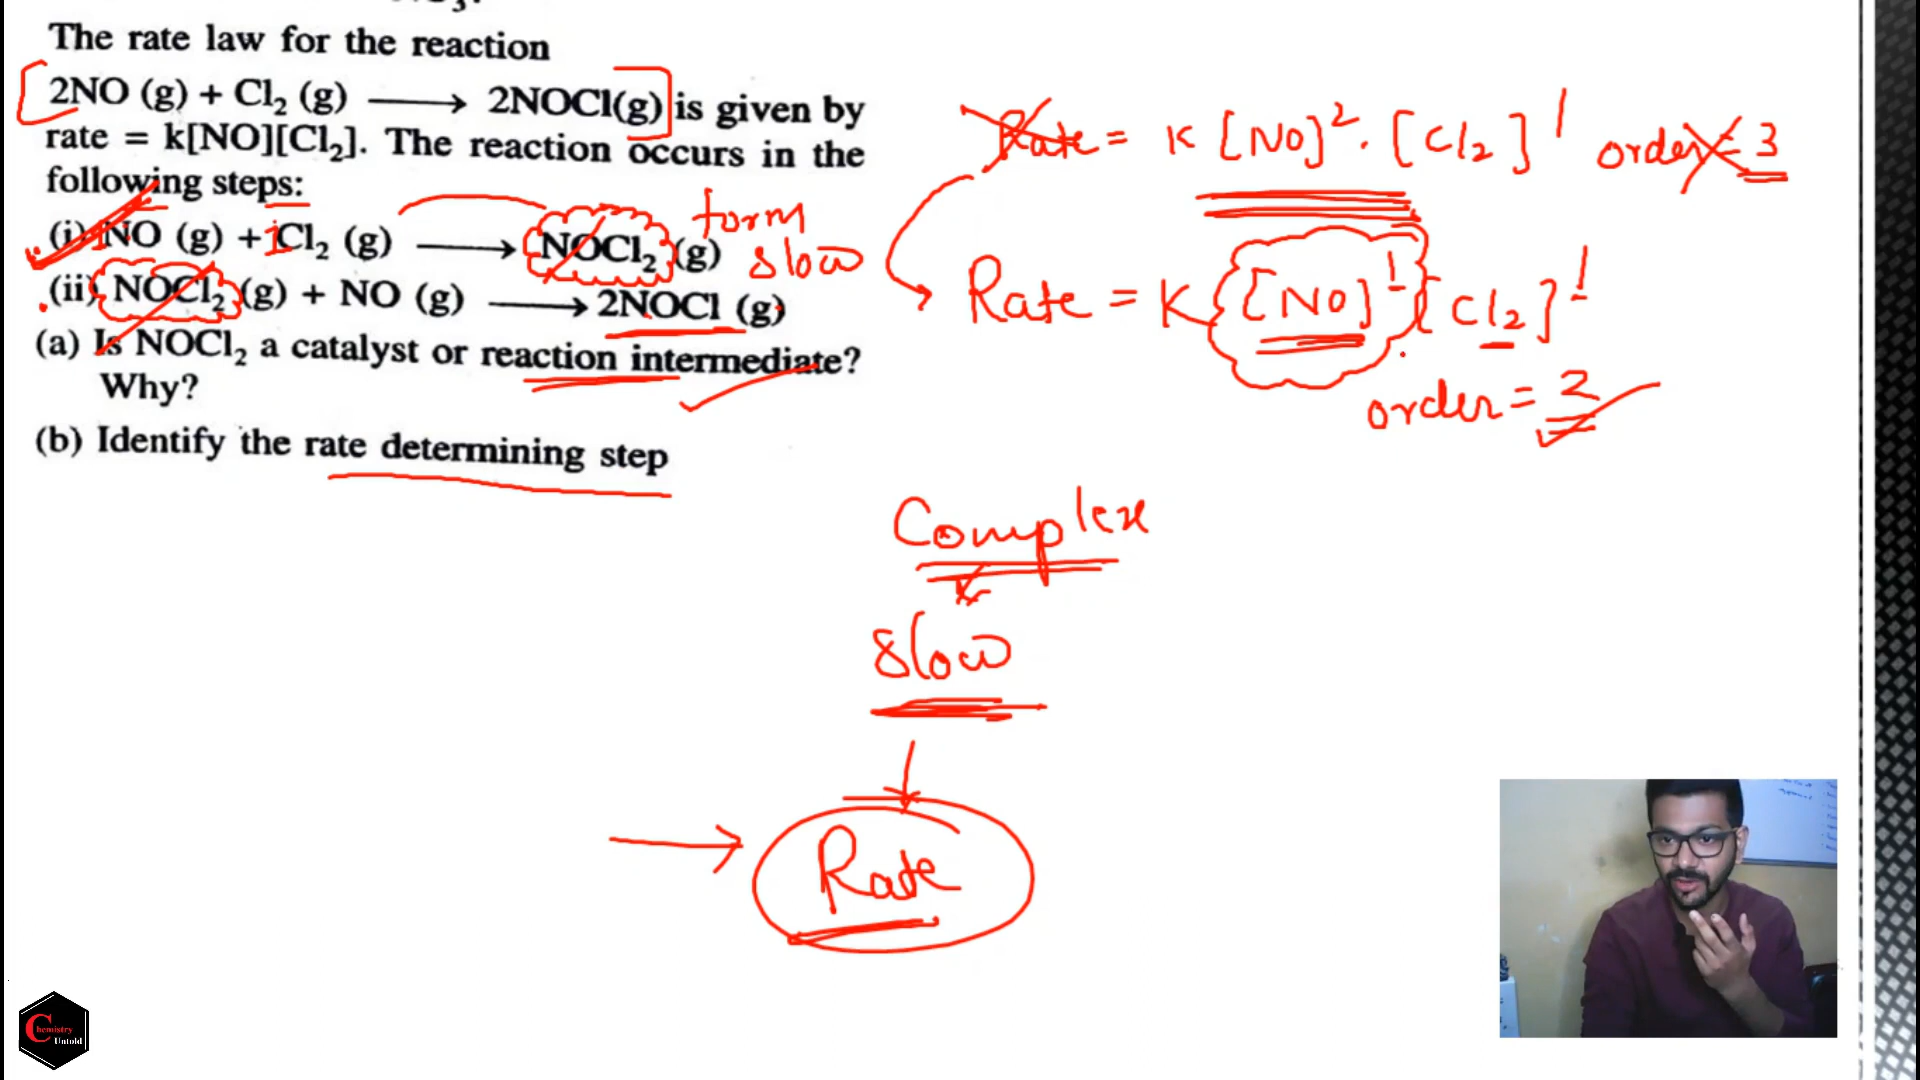 The rate law for the reaction
2NO (g) + Cl₂ (g) ⟶ 2NOCl(g) is given by
rate = k[NO][Cl₂]. The reaction occurs in the
following steps:
(i) NO (g) + Cl₂ (g) ⟶ NOCl₂ (g)
(ii) NOCl₂ (g) + NO (g) ⟶ 2NOCl (g)
(a) Is NOCl₂ a catalyst or reaction intermediate?
Why?
(b) Identify the rate determining step
form
slow
Rate = K [NO]² . [Cl₂]¹ order = 3
Rate = K [NO]¹ [Cl₂]¹
order = 2
Complex
slow
Rate
Chemistry
Untold